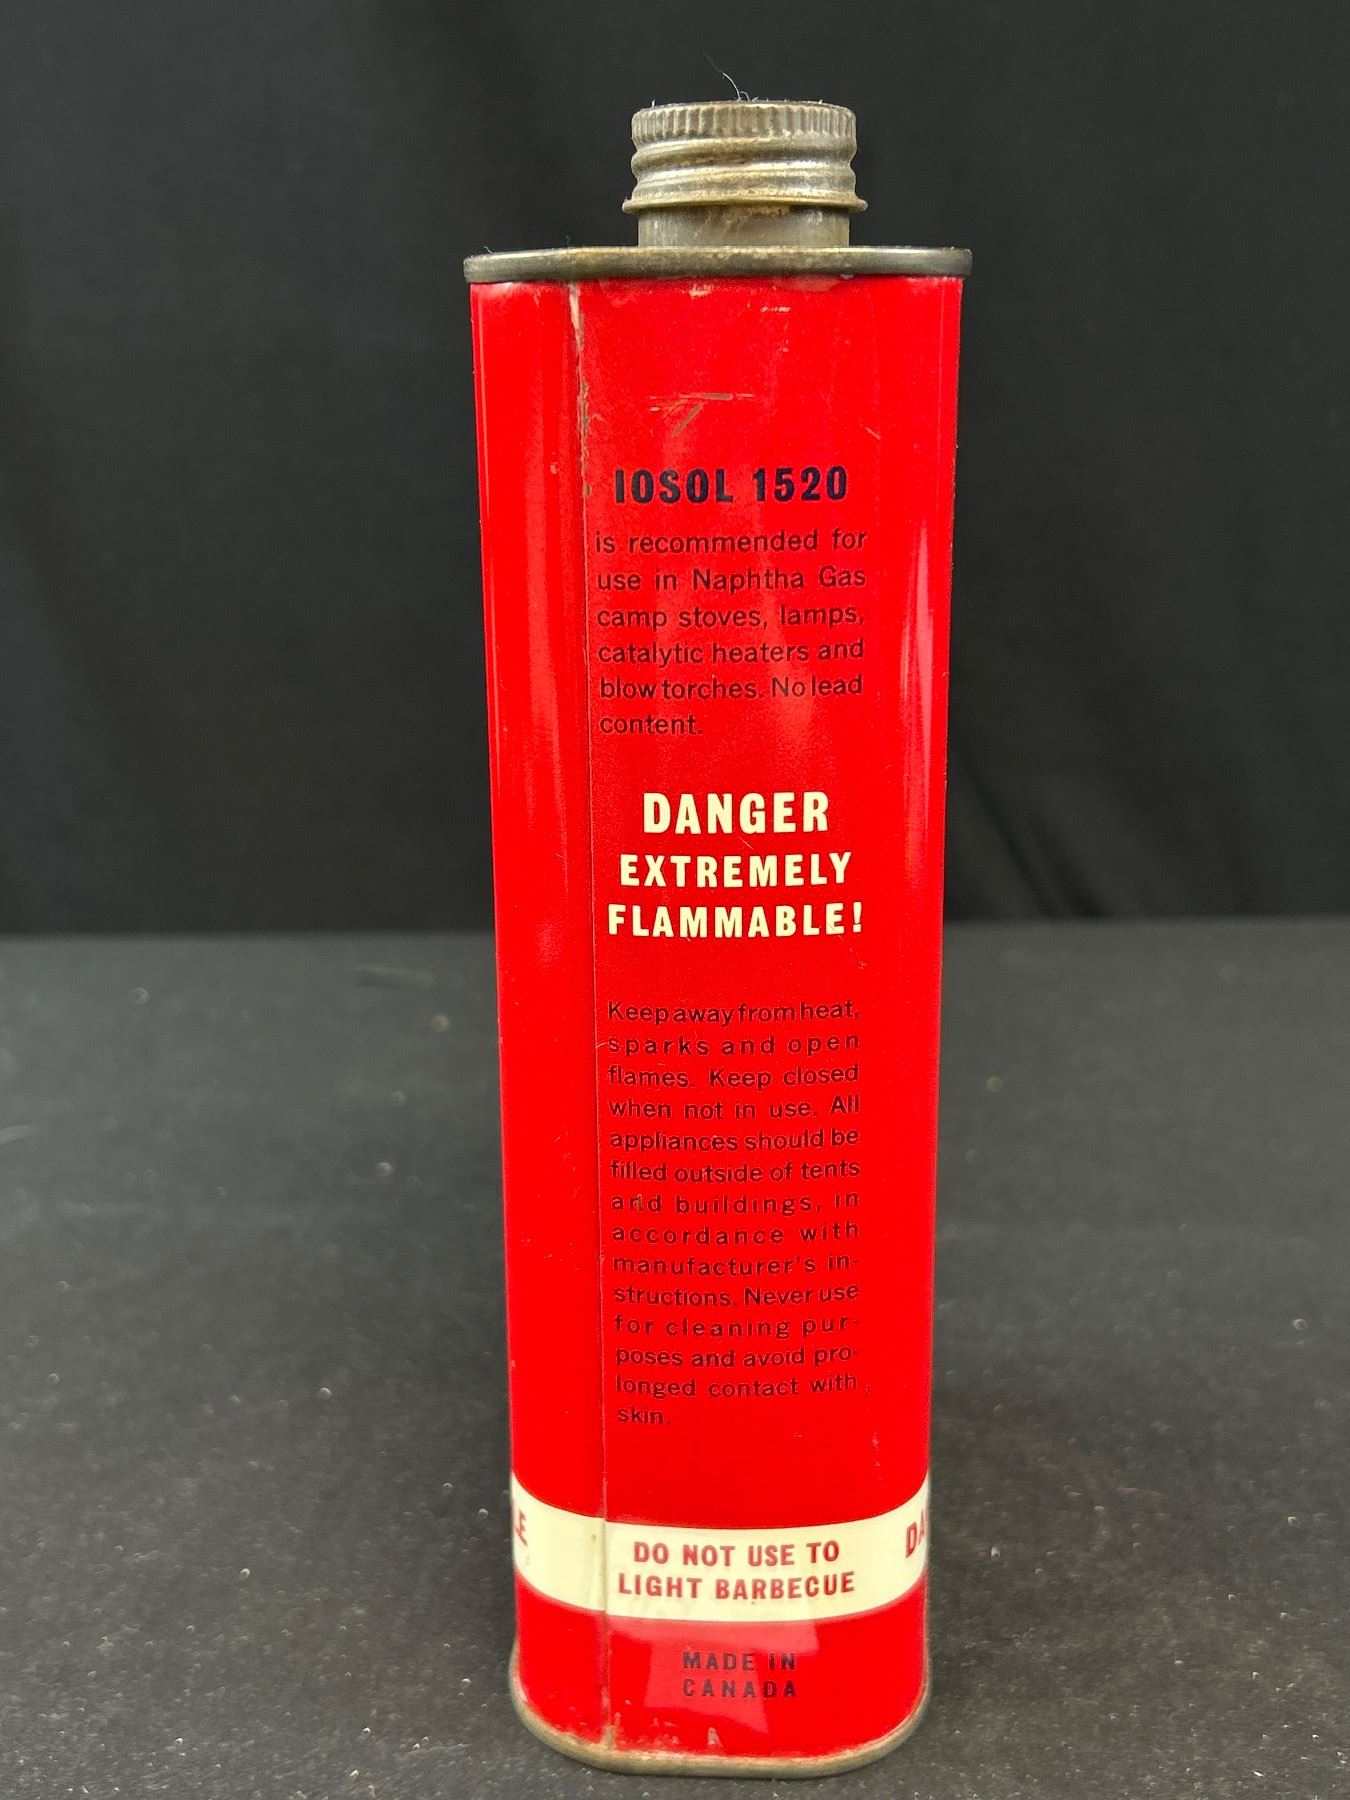 IOSOL 1520
is recommended for
use in Naphtha Gas
camp stoves, lamps,
catalytic heaters and
blow torches. No lead
content.
DANGER
EXTREMELY
FLAMMABLE!
Keep away from heat,
sparks and open
flames. Keep closed
when not in use. All
appliances should be
filled outside of tents
and buildings, in
accordance with
manufacturer's in-
structions. Never use
for cleaning pur-
poses and avoid pro-
longed contact with
skin.
DO NOT USE TO
LIGHT BARBECUE
MADE IN
CANADA